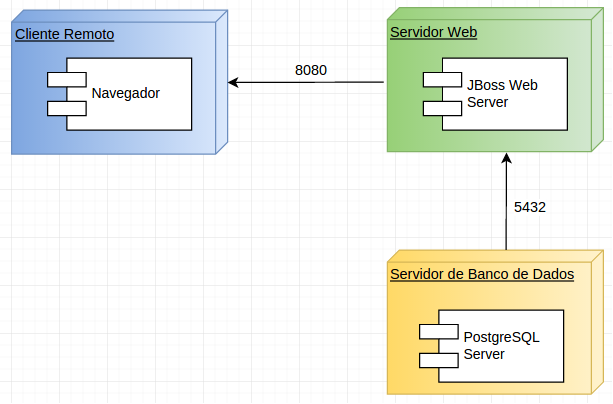 Cliente Remoto
Navegador
8080
Servidor Web
JBoss Web
Server
5432
Servidor de Banco de Dados
PostgreSQL
Server